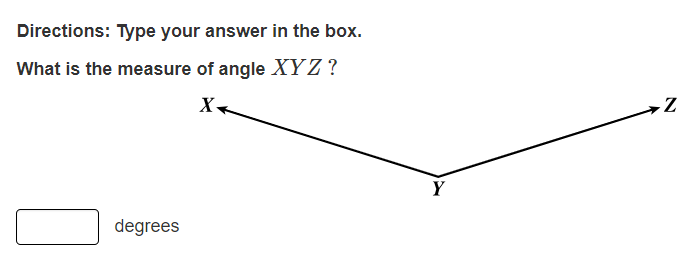 Directions: Type your answer in the box.
What is the measure of angle XYZ ?
X
Z
Y
degrees